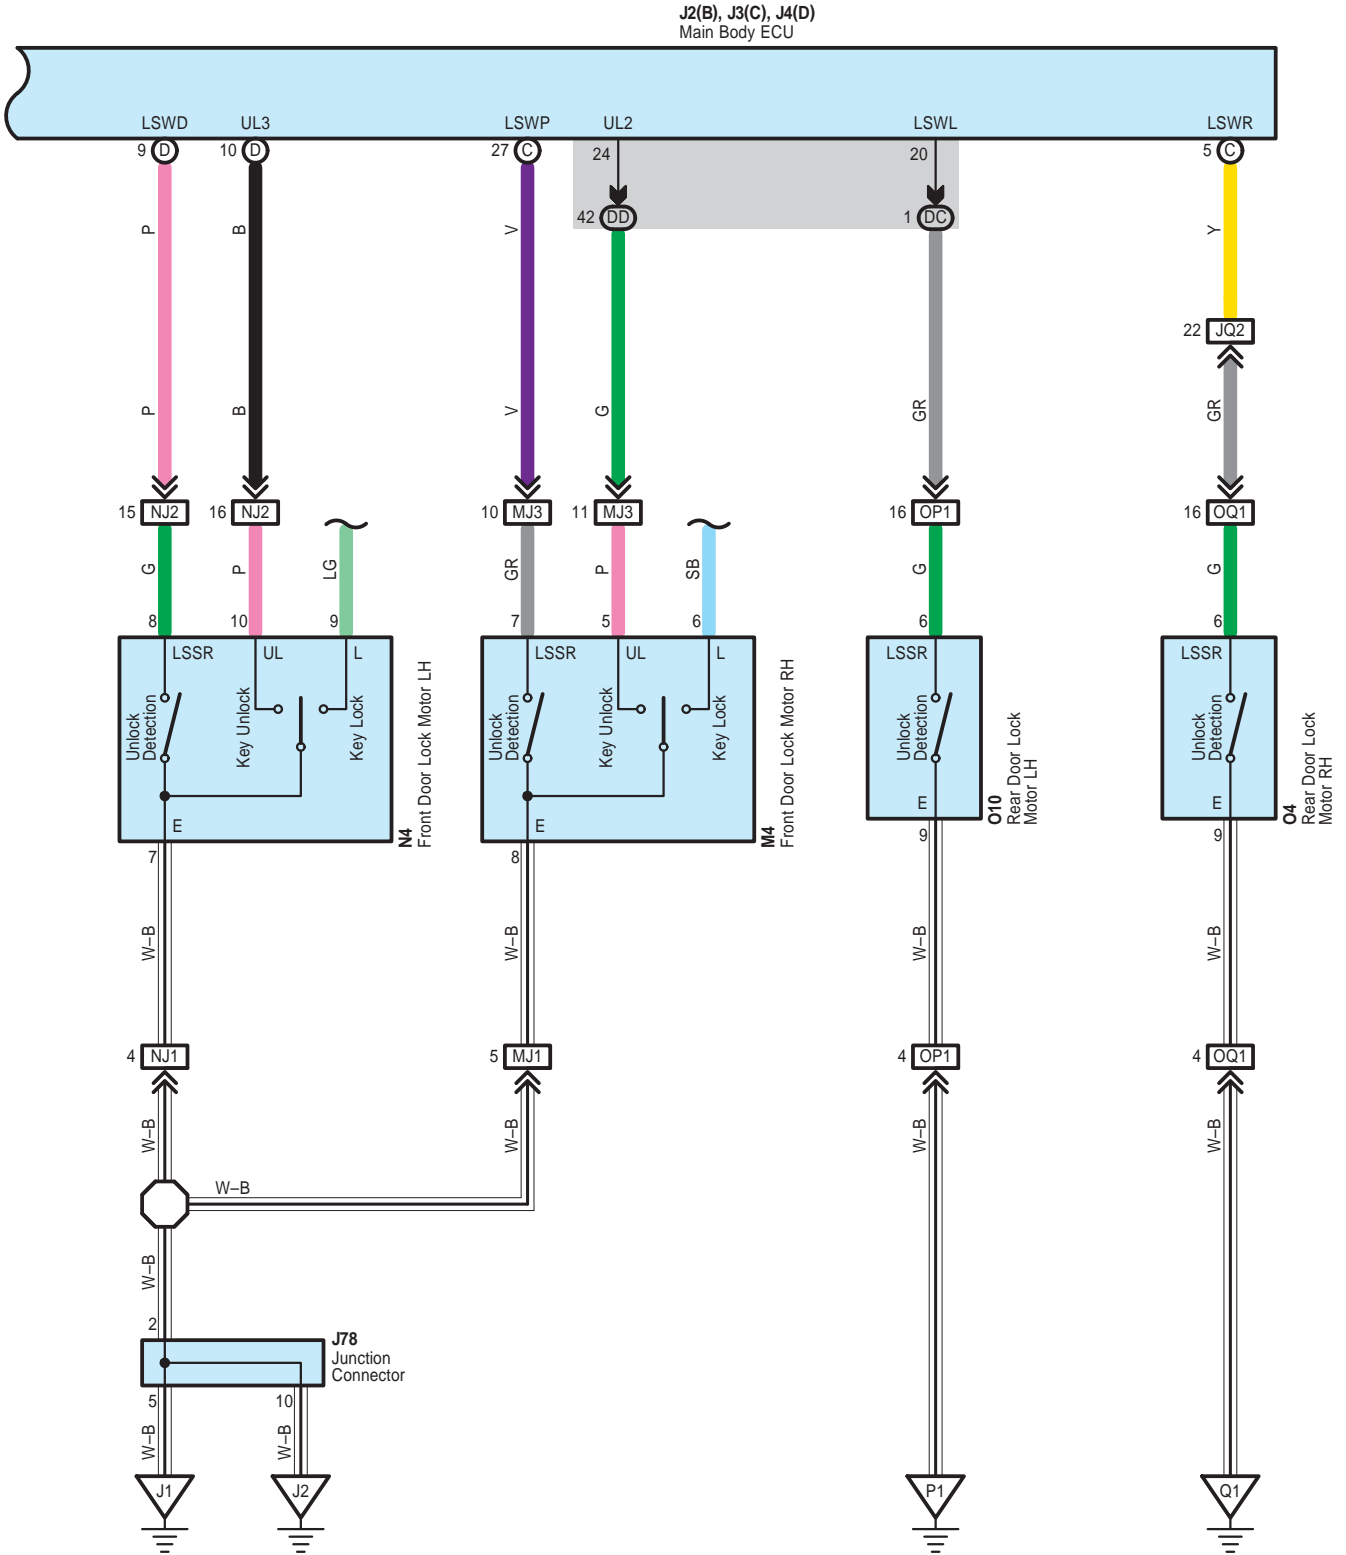 J2(B), J3(C), J4(D)
Main Body ECU
LSWD UL3 LSWP UL2 LSWL LSWR
9 D 10 D 27 C 24 20 5 C
42 DD 1 DC
P B V Y
22 JQ2
P B V G GR GR
15 NJ2 16 NJ2 10 MJ3 11 MJ3 16 OP1 16 OQ1
G P LG GR P SB G G
8 10 9 7 5 6 6 6
LSSR UL L LSSR UL L LSSR LSSR
Unlock
Detection
Key Unlock
Key Lock
E
N4
Front Door Lock Motor LH
Unlock
Detection
Key Unlock
Key Lock
E
M4
Front Door Lock Motor RH
Unlock
Detection
E
O10
Rear Door Lock
Motor LH
Unlock
Detection
E
O4
Rear Door Lock
Motor RH
7 8 9 9
W–B W–B W–B W–B
4 NJ1 5 MJ1 4 OP1 4 OQ1
W–B W–B W–B W–B
W–B
W–B
2
J78
Junction
Connector
5 10
W–B W–B
J1 J2 P1 Q1